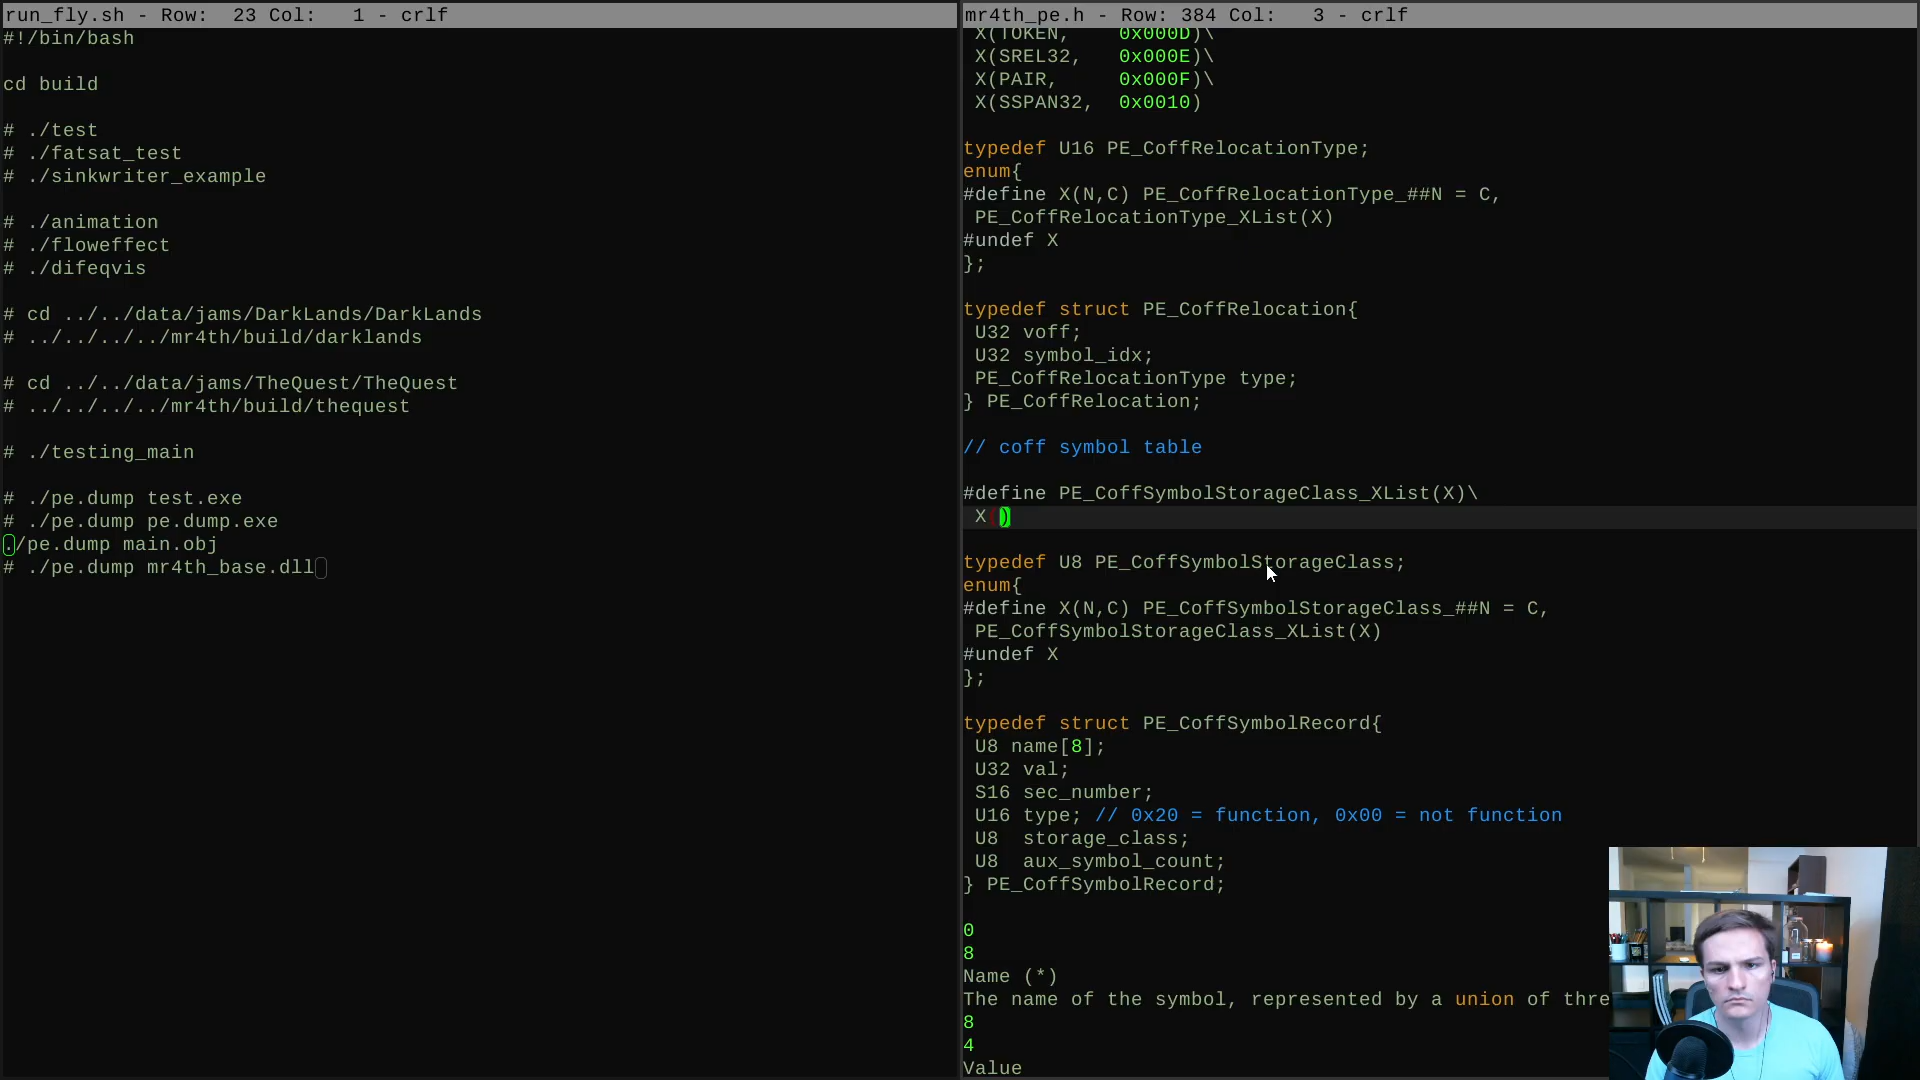 run_fly.sh - Row:  23 Col:   1 - crlf
#!/bin/bash
cd build
# ./test
# ./fatsat_test
# ./sinkwriter_example
# ./animation
# ./floweffect
# ./difeqvis
# cd ../../data/jams/DarkLands/DarkLands
# ../../../../mr4th/build/darklands
# cd ../../data/jams/TheQuest/TheQuest
# ../../../../mr4th/build/thequest
# ./testing_main
# ./pe.dump test.exe
# ./pe.dump pe.dump.exe
./pe.dump main.obj
# ./pe.dump mr4th_base.dll
mr4th_pe.h - Row: 384 Col:   3 - crlf
X(TOKEN,    0x000D)\
X(SREL32,   0x000E)\
X(PAIR,     0x000F)\
X(SSPAN32,  0x0010)
typedef U16 PE_CoffRelocationType;
enum{
#define X(N,C) PE_CoffRelocationType_##N = C,
PE_CoffRelocationType_XList(X)
#undef X
};
typedef struct PE_CoffRelocation{
U32 voff;
U32 symbol_idx;
PE_CoffRelocationType type;
} PE_CoffRelocation;
// coff symbol table
#define PE_CoffSymbolStorageClass_XList(X)\
X()
typedef U8 PE_CoffSymbolStorageClass;
enum{
#define X(N,C) PE_CoffSymbolStorageClass_##N = C,
PE_CoffSymbolStorageClass_XList(X)
#undef X
};
typedef struct PE_CoffSymbolRecord{
U8 name[8];
U32 val;
S16 sec_number;
U16 type; // 0x20 = function, 0x00 = not function
U8  storage_class;
U8  aux_symbol_count;
} PE_CoffSymbolRecord;
0
8
Name (*)
The name of the symbol, represented by a union of thre
8
4
Value